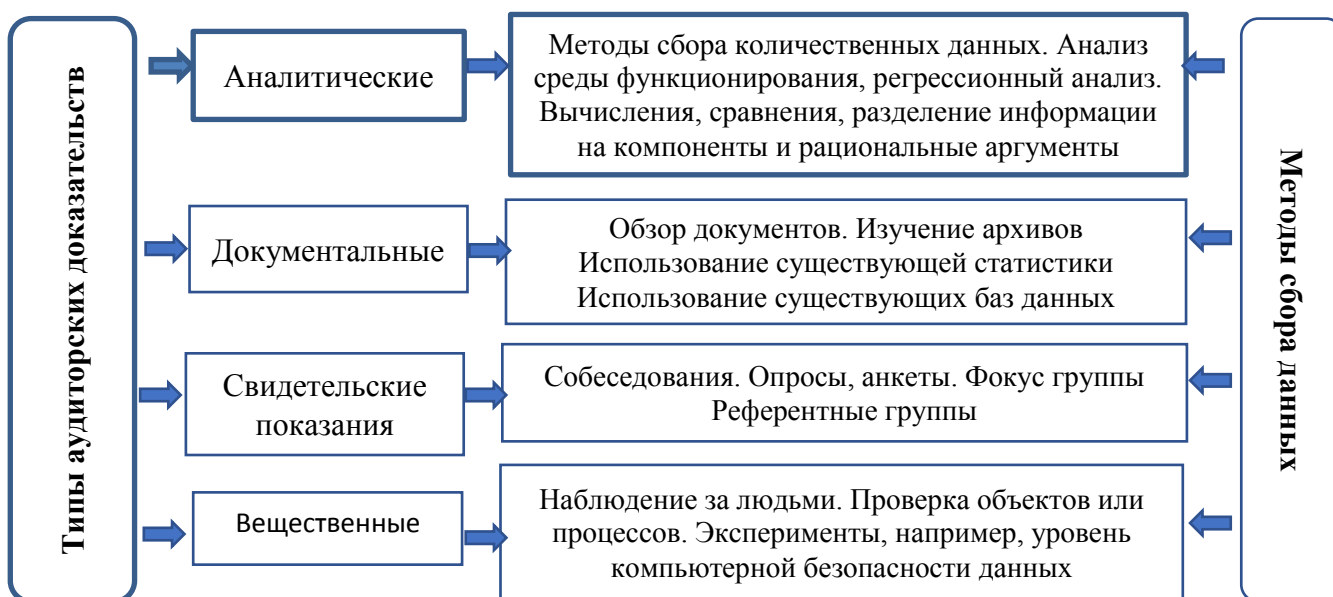 Типы аудиторских доказательств
Аналитические
Методы сбора количественных данных. Анализ
среды функционирования, регрессионный анализ.
Вычисления, сравнения, разделение информации
на компоненты и рациональные аргументы
Документальные
Обзор документов. Изучение архивов
Использование существующей статистики
Использование существующих баз данных
Свидетельские
показания
Собеседования. Опросы, анкеты. Фокус группы
Референтные группы
Вещественные
Наблюдение за людьми. Проверка объектов или
процессов. Эксперименты, например, уровень
компьютерной безопасности данных
Методы сбора данных